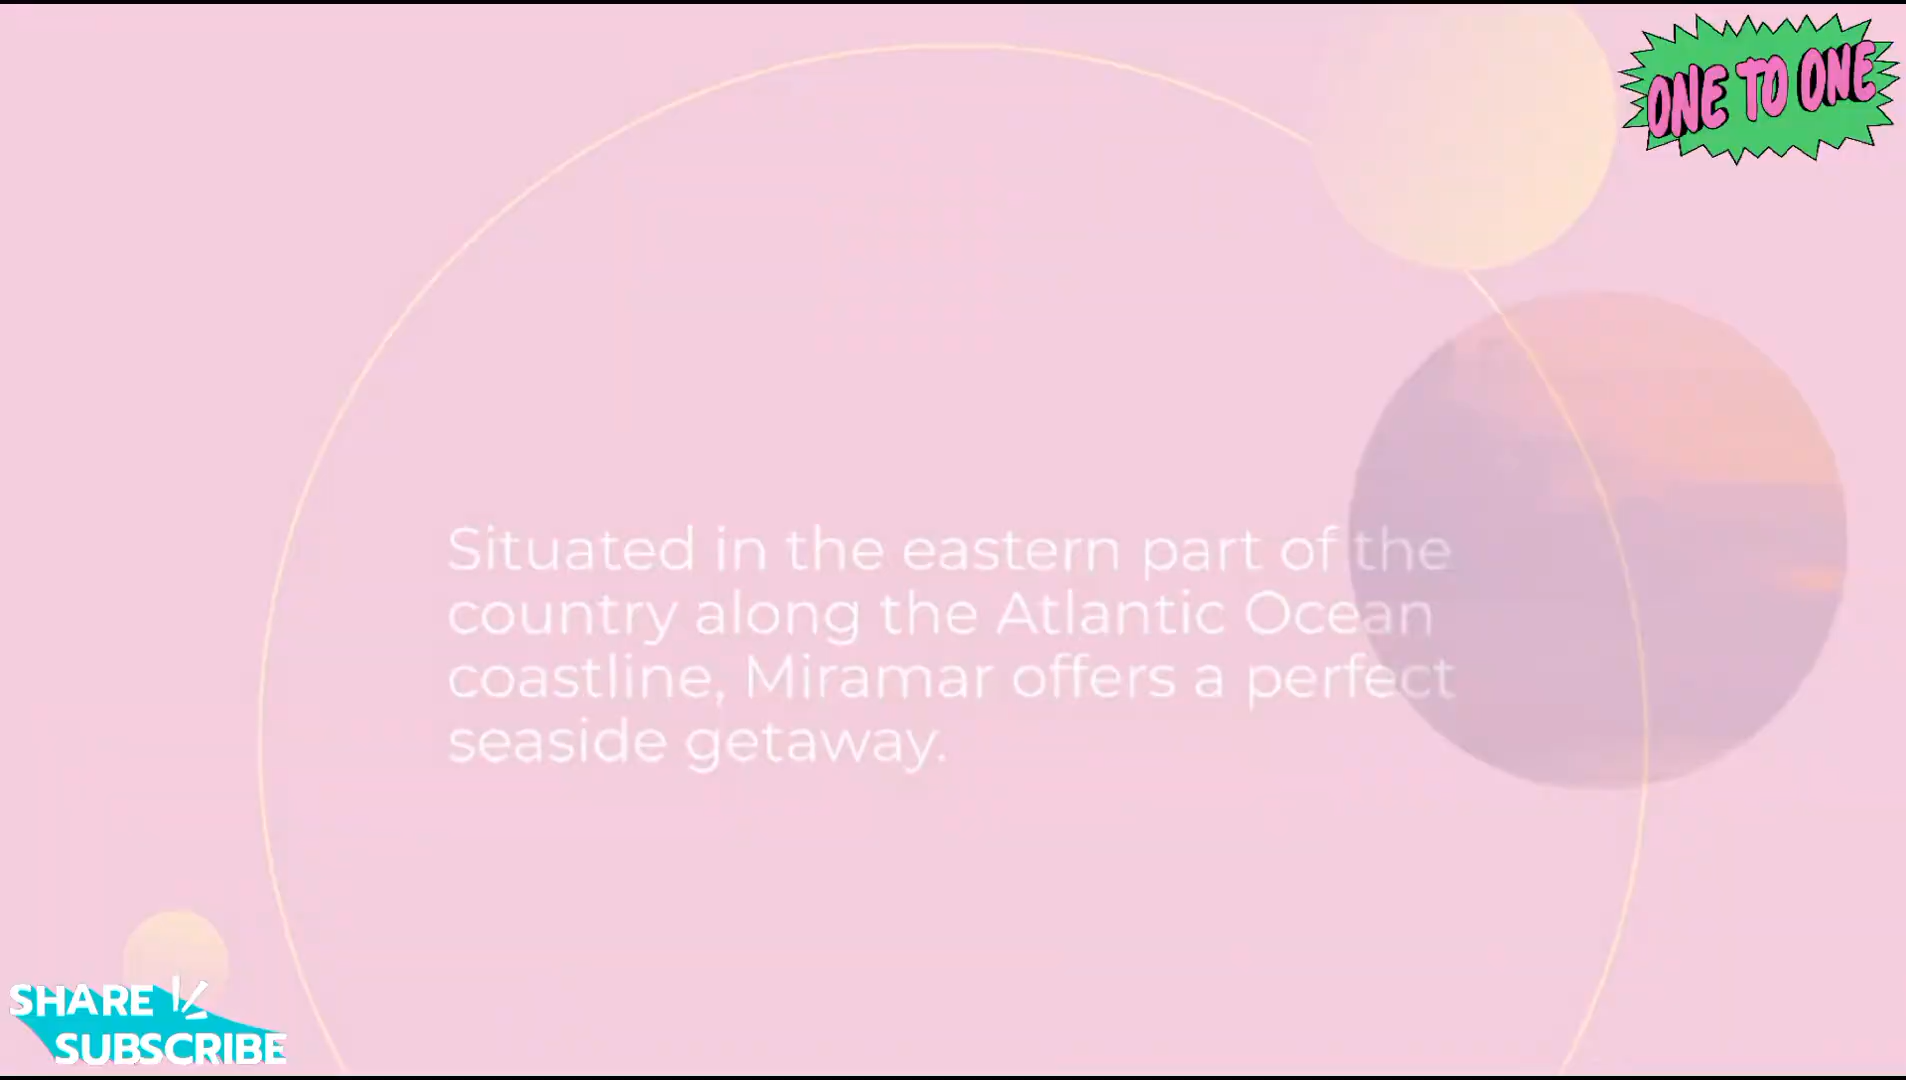 ONE TO ONE
Situated in the eastern part of the
country along the Atlantic Ocean
coastline, Miramar offers a perfect
seaside getaway.
SHARE
SUBSCRIBE